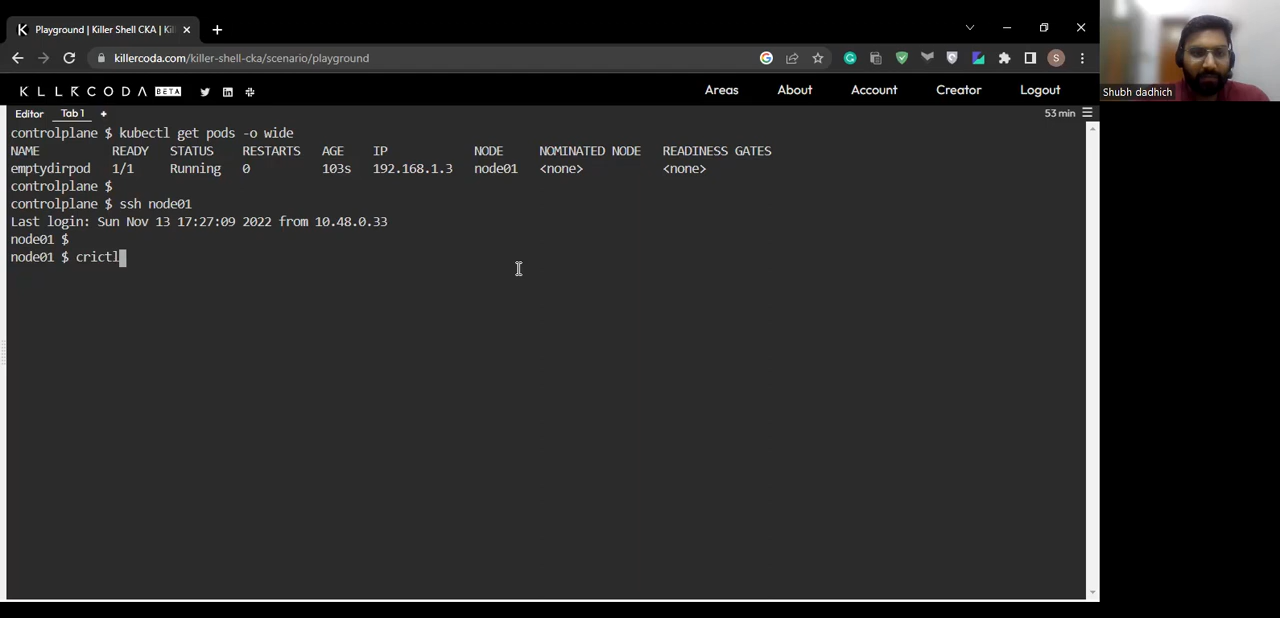 Playground | Killer Shell CKA | Kil
killercoda.com/killer-shell-cka/scenario/playground
S
KLLRCODA BETA
Areas
About
Account
Creator
Logout
Shubh dadhich
Editor
Tab 1
+
53 min
controlplane $ kubectl get pods -o wide
NAME READY STATUS RESTARTS AGE IP NODE NOMINATED NODE READINESS GATES
emptydirpod 1/1 Running 0 103s 192.168.1.3 node01 <none> <none>
controlplane $
controlplane $ ssh node01
Last login: Sun Nov 13 17:27:09 2022 from 10.48.0.33
node01 $
node01 $ crictl